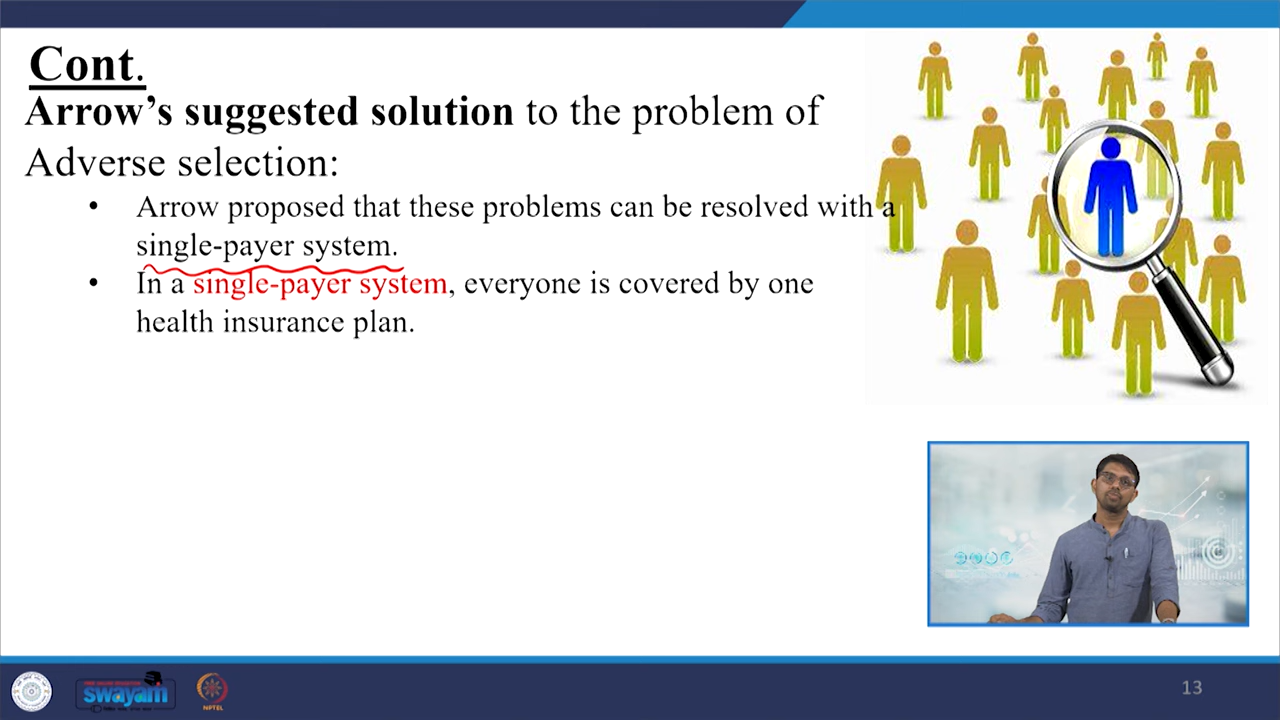 Cont.
Arrow's suggested solution to the problem of
Adverse selection:
• Arrow proposed that these problems can be resolved with a
single-payer system.
• In a single-payer system, everyone is covered by one
health insurance plan.
swayam
NPTEL
13